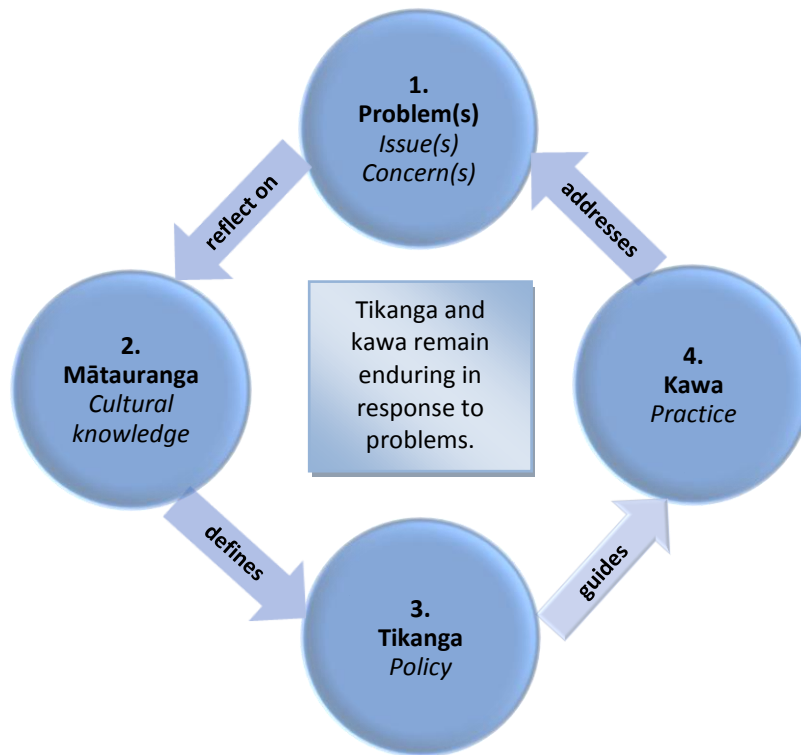 1.
Problem(s)
Issue(s)
Concern(s)
reflect on
addresses
2.
Mātauranga
Cultural
knowledge
Tikanga and
kawa remain
enduring in
response to
problems.
4.
Kawa
Practice
defines
guides
3.
Tikanga
Policy